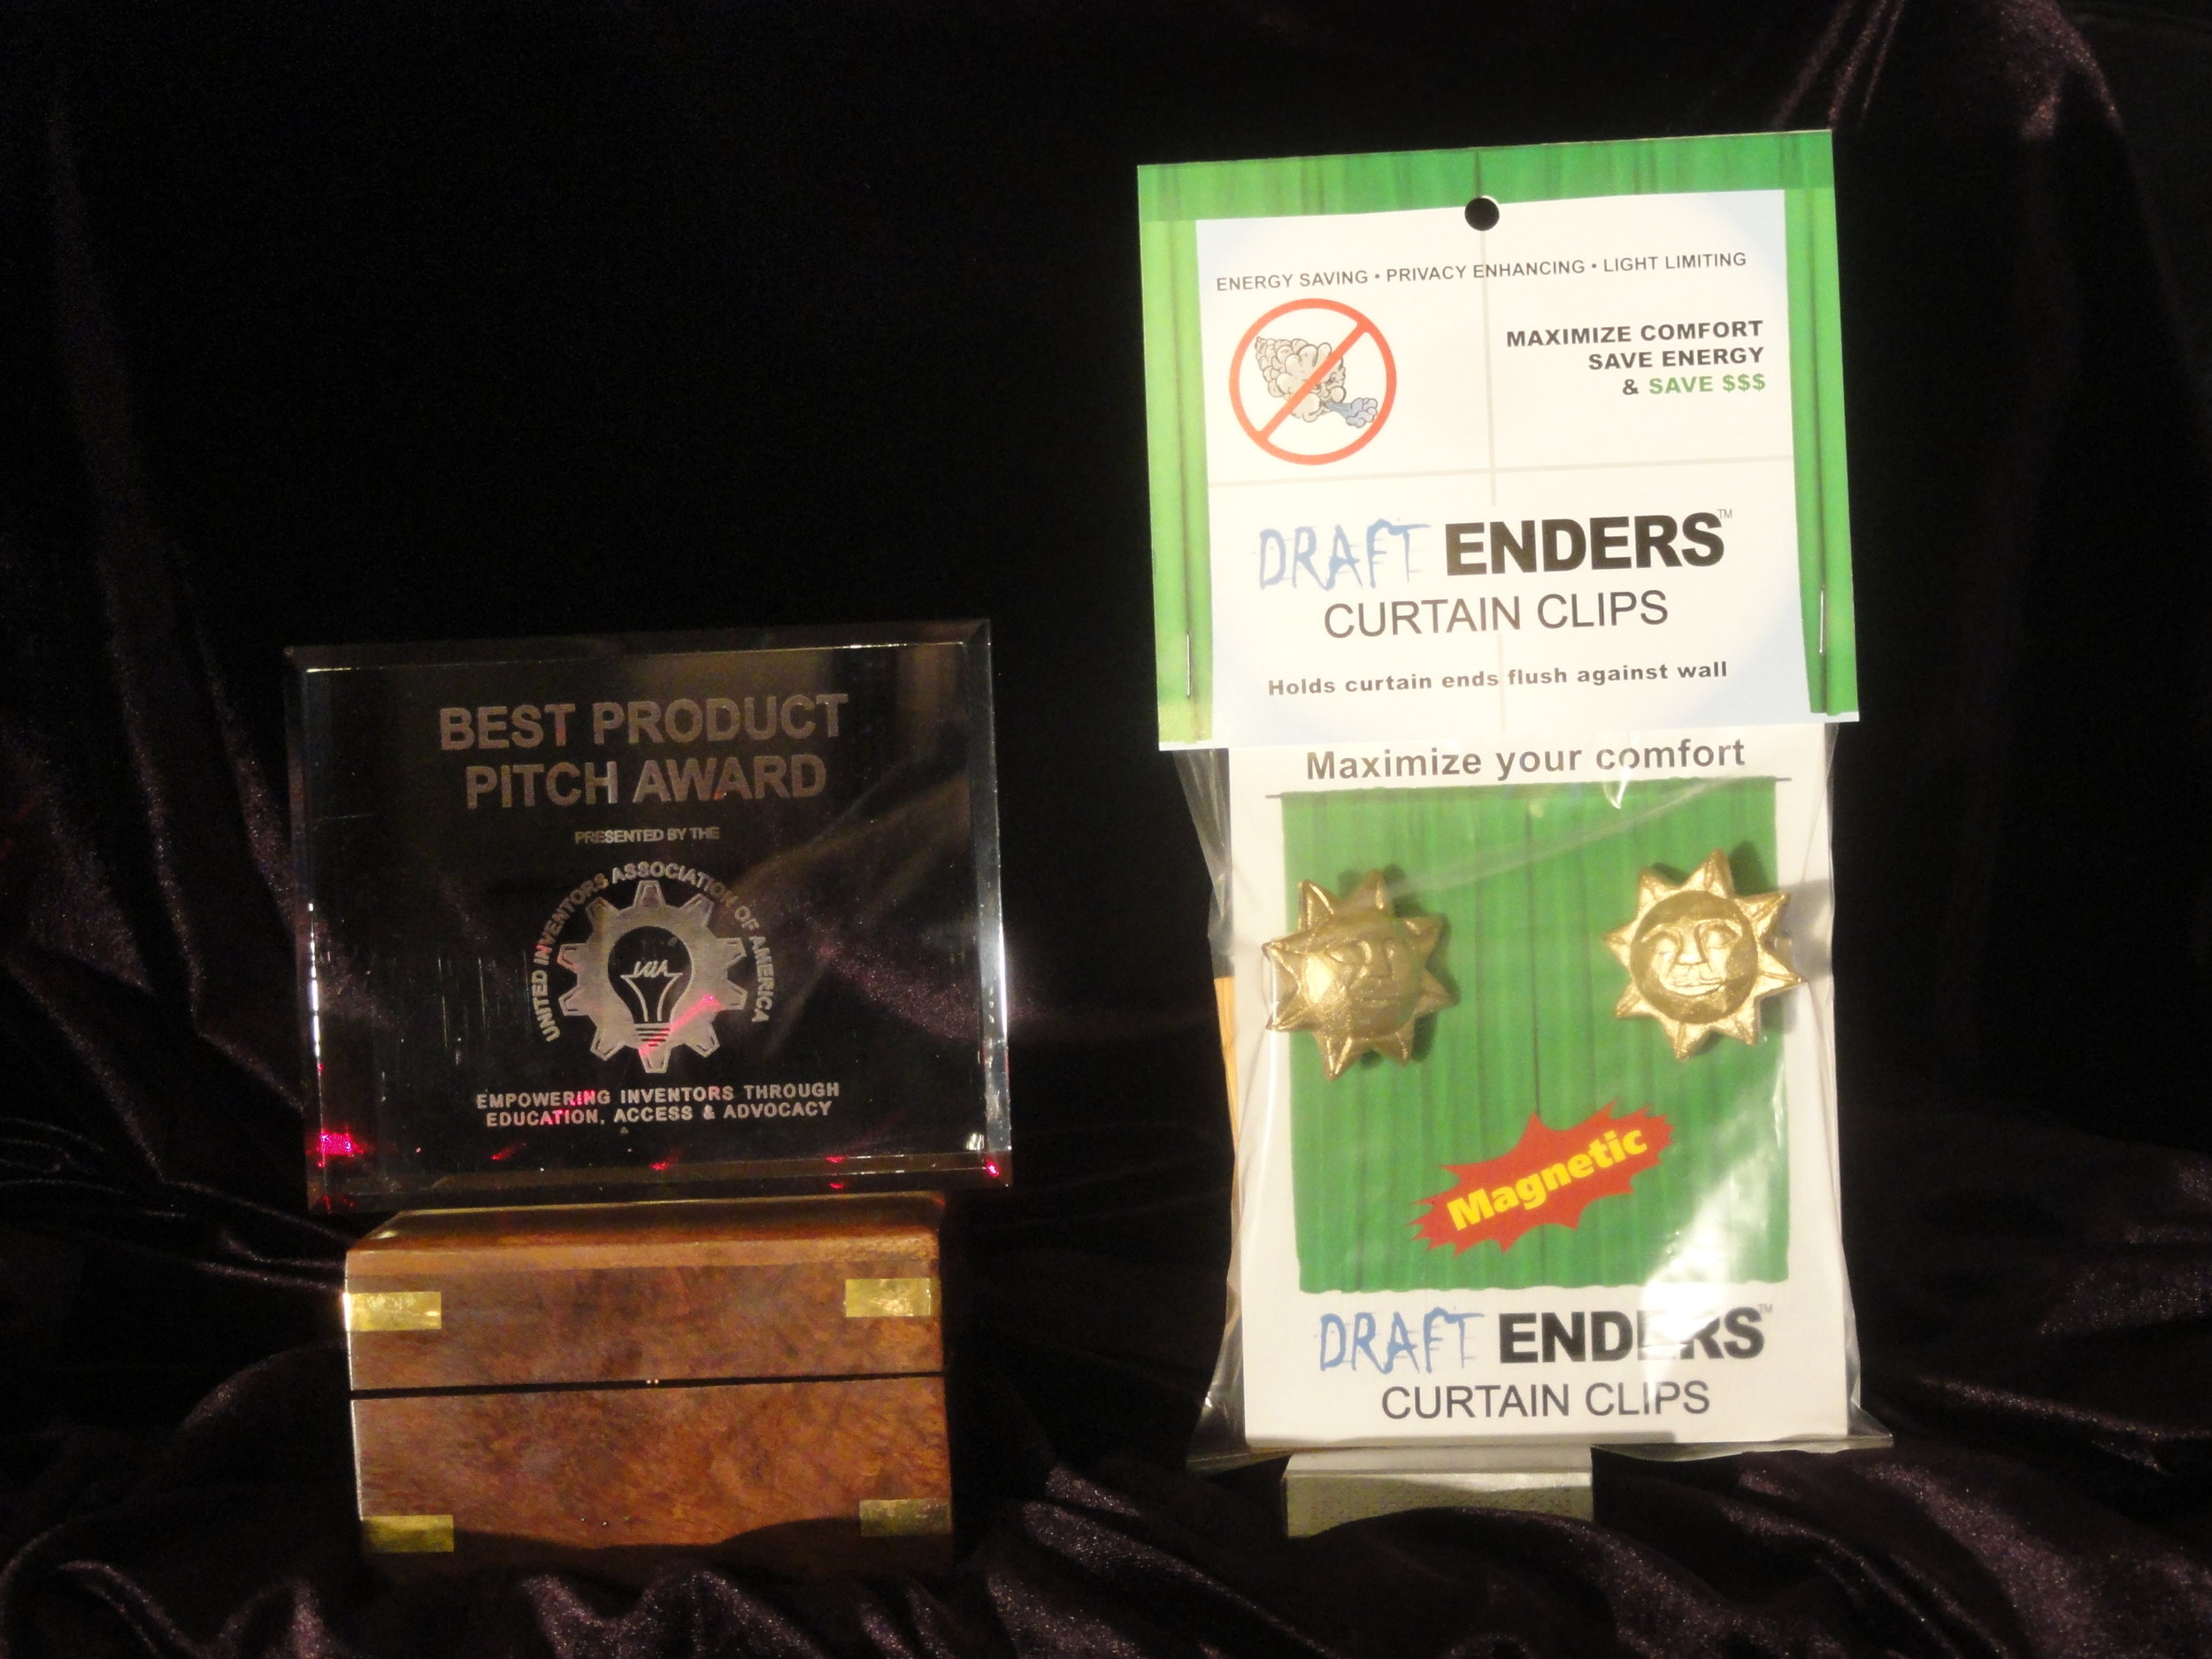 BEST PRODUCT
PITCH AWARD
PRESENTED BY THE
UNITED INVENTORS ASSOCIATION OF AMERICA
EMPOWERING INVENTORS THROUGH
EDUCATION, ACCESS & ADVOCACY
ENERGY SAVING • PRIVACY ENHANCING • LIGHT LIMITING
MAXIMIZE COMFORT
SAVE ENERGY
& SAVE $$$
DRAFT ENDERS™
CURTAIN CLIPS
Holds curtain ends flush against wall
Maximize your comfort
Magnetic
DRAFT ENDERS™
CURTAIN CLIPS